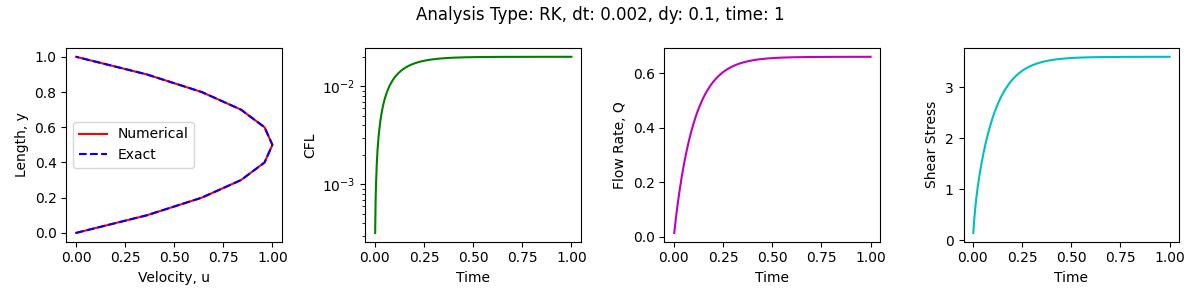 Analysis Type: RK, dt: 0.002, dy: 0.1, time: 1
Length, y
1.0
0.8
0.6
0.4
0.2
0.0
Numerical
Exact
0.00 0.25 0.50 0.75 1.00
Velocity, u
CFL
10⁻²
10⁻³
0.00 0.25 0.50 0.75 1.00
Time
Flow Rate, Q
0.6
0.4
0.2
0.0
0.00 0.25 0.50 0.75 1.00
Time
Shear Stress
3
2
1
0
0.00 0.25 0.50 0.75 1.00
Time